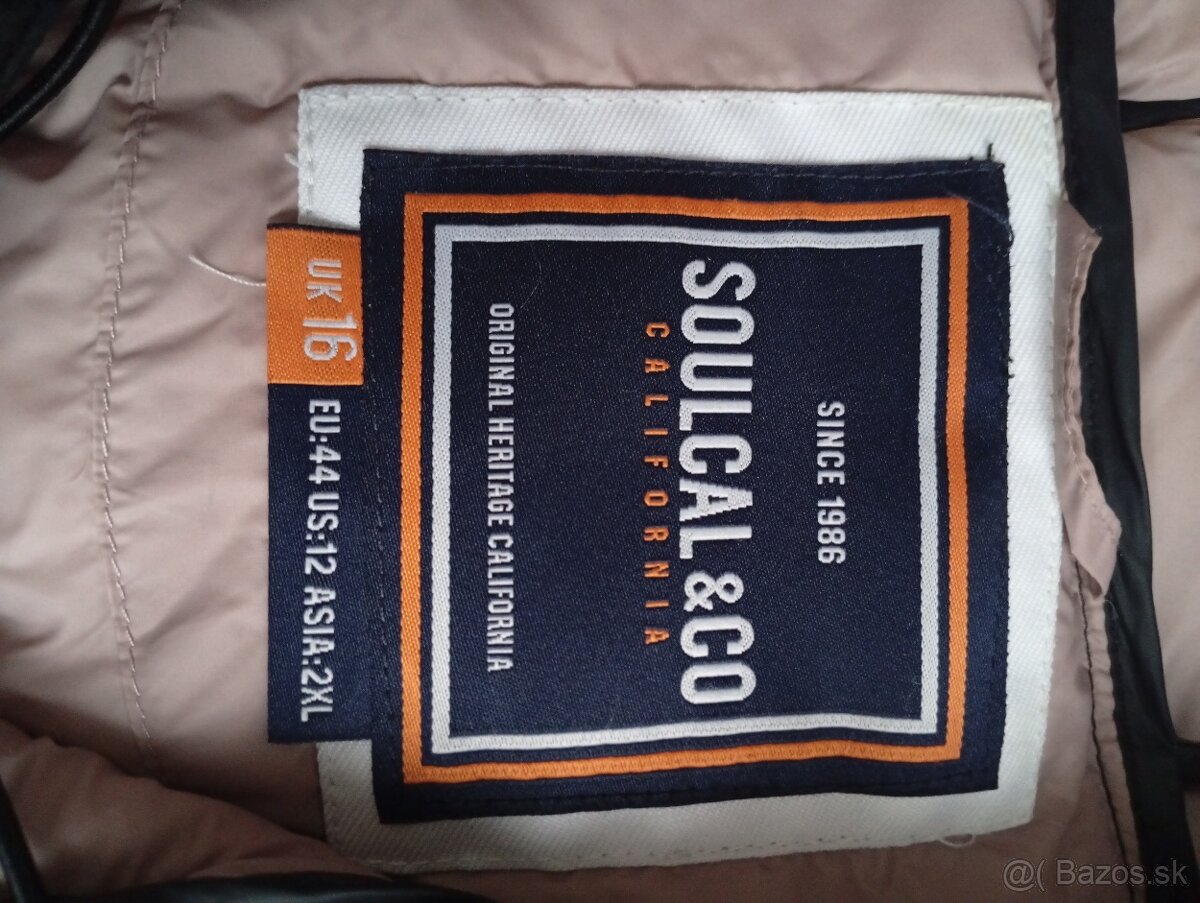 SINCE 1986
SOULCAL &CO
CALIFORNIA
ORIGINAL HERITAGE CALIFORNIA
UK 16
EU:44 US:12 ASIA:2XL
@( Bazos.sk